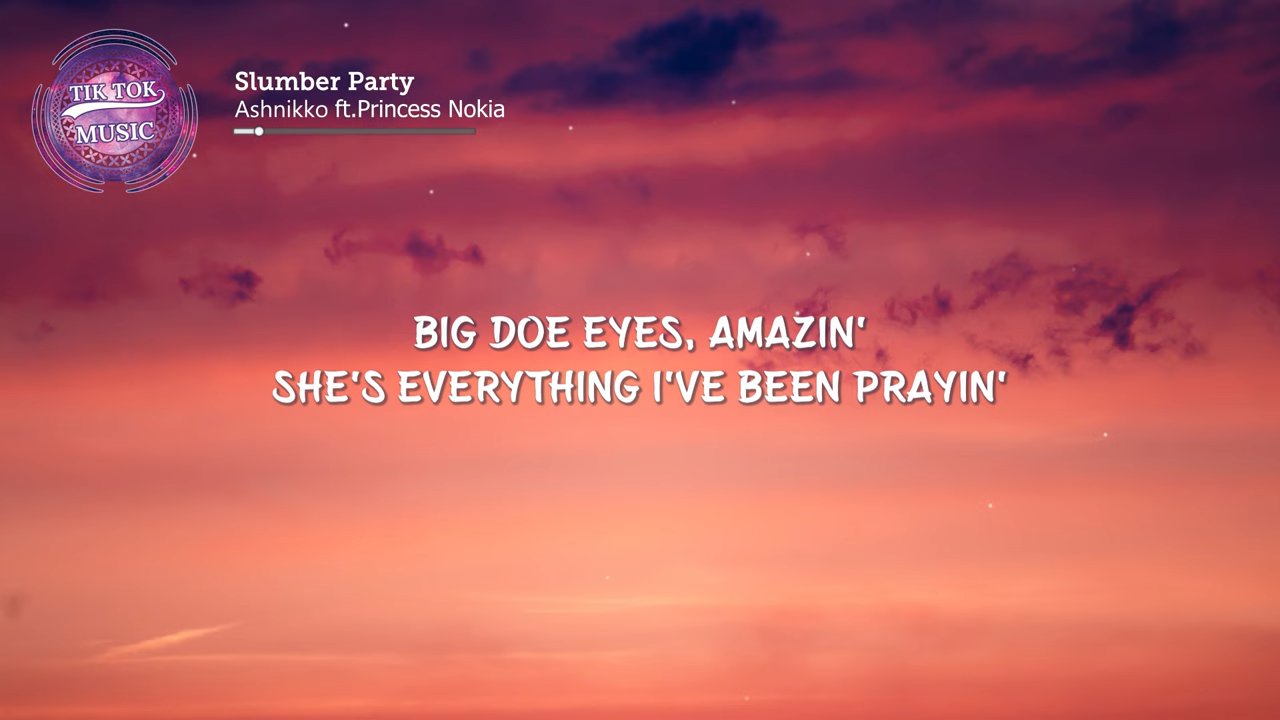 TIK TOK
MUSIC
Slumber Party
Ashnikko ft.Princess Nokia
BIG DOE EYES, AMAZIN'
SHE'S EVERYTHING I'VE BEEN PRAYIN'